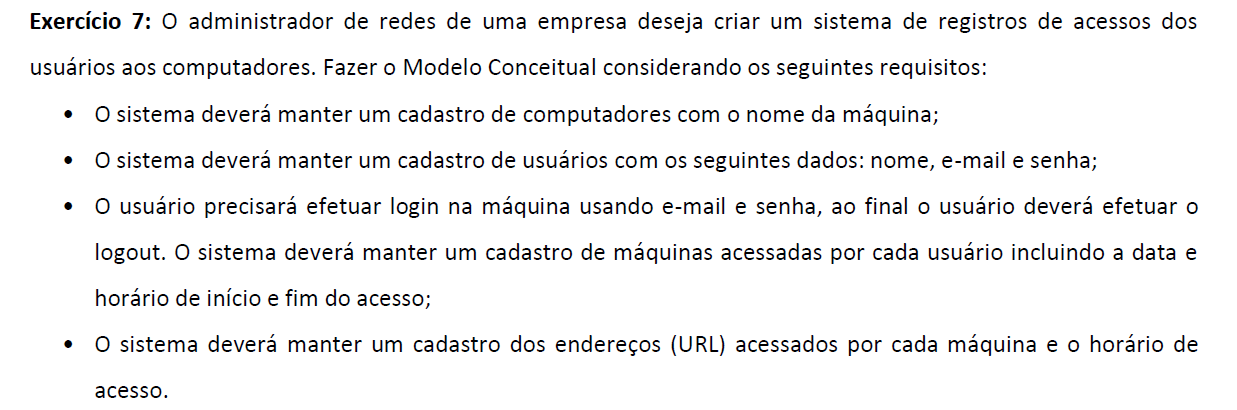 Exercício 7: O administrador de redes de uma empresa deseja criar um sistema de registros de acessos dos
usuários aos computadores. Fazer o Modelo Conceitual considerando os seguintes requisitos:
• O sistema deverá manter um cadastro de computadores com o nome da máquina;
• O sistema deverá manter um cadastro de usuários com os seguintes dados: nome, e-mail e senha;
• O usuário precisará efetuar login na máquina usando e-mail e senha, ao final o usuário deverá efetuar o
logout. O sistema deverá manter um cadastro de máquinas acessadas por cada usuário incluindo a data e
horário de início e fim do acesso;
• O sistema deverá manter um cadastro dos endereços (URL) acessados por cada máquina e o horário de
acesso.